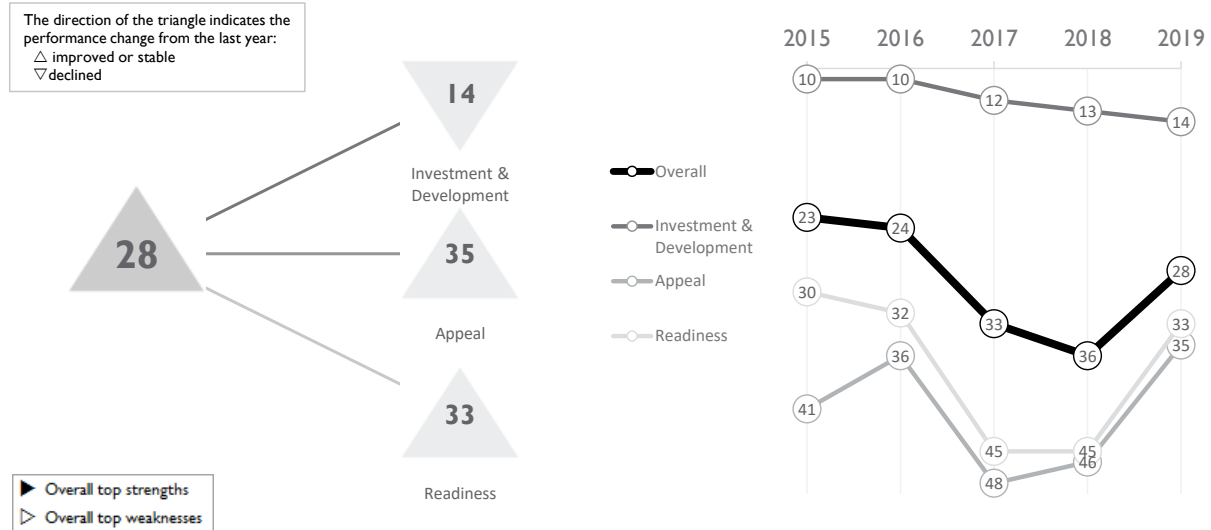 The direction of the triangle indicates the
performance change from the last year:
△ improved or stable
▽ declined
28
14
Investment &
Development
35
Appeal
33
Readiness
▶ Overall top strengths
▷ Overall top weaknesses
Overall
Investment &
Development
Appeal
Readiness
2015 2016 2017 2018 2019
10 10 12 13 14
23 24 33 36 28
30 32 45 45 33
41 36 48 46 35